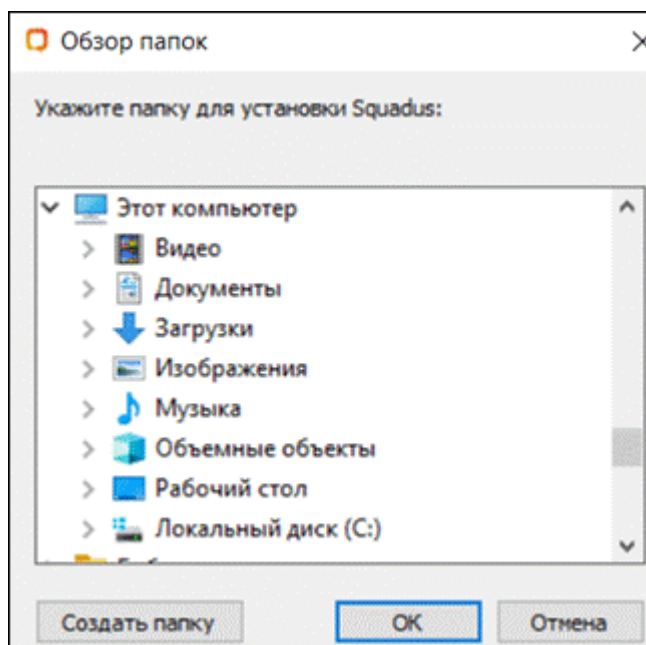 Обзор папок
Укажите папку для установки Squadus:
Этот компьютер
Видео
Документы
Загрузки
Изображения
Музыка
Объемные объекты
Рабочий стол
Локальный диск (C:)
Создать папку ОК Отмена